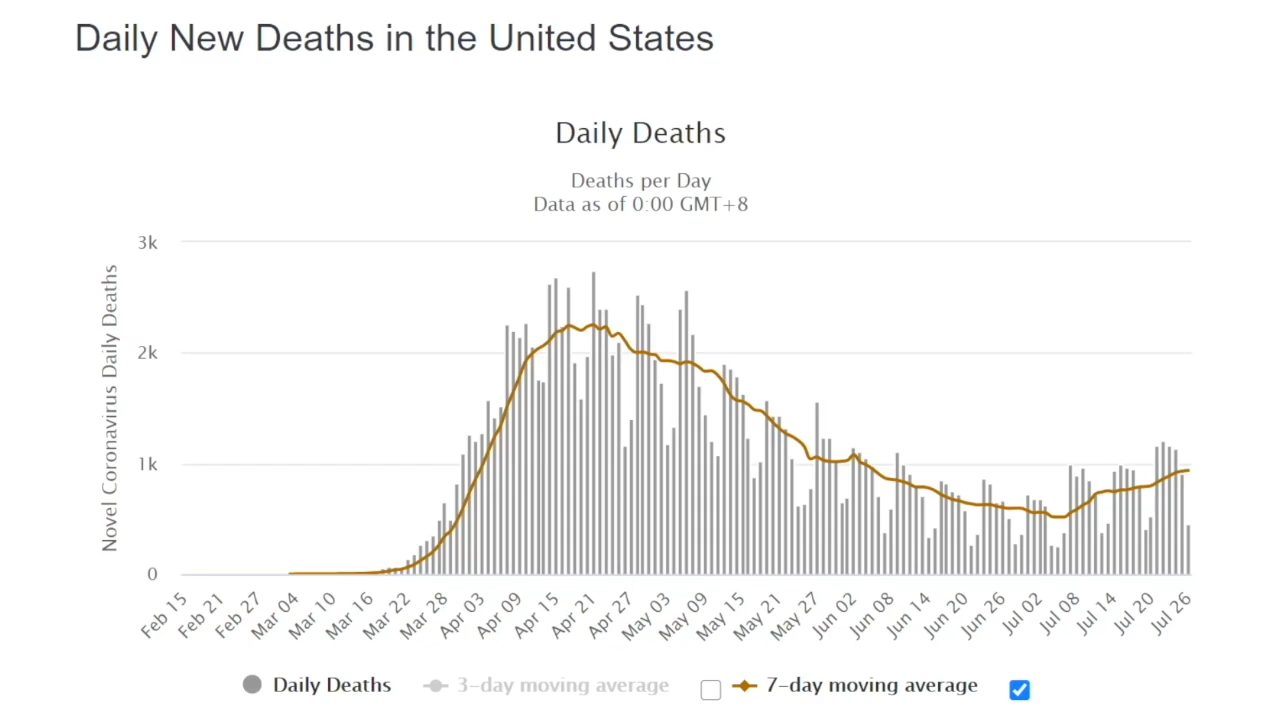 Daily New Deaths in the United States
Daily Deaths
Deaths per Day
Data as of 0:00 GMT+8
Novel Coronavirus Daily Deaths
3k
2k
1k
0
Feb 15
Feb 21
Feb 27
Mar 04
Mar 10
Mar 16
Mar 22
Mar 28
Apr 03
Apr 09
Apr 15
Apr 21
Apr 27
May 03
May 09
May 15
May 21
May 27
Jun 02
Jun 08
Jun 14
Jun 20
Jun 26
Jul 02
Jul 08
Jul 14
Jul 20
Jul 26
Daily Deaths
3-day moving average
7-day moving average